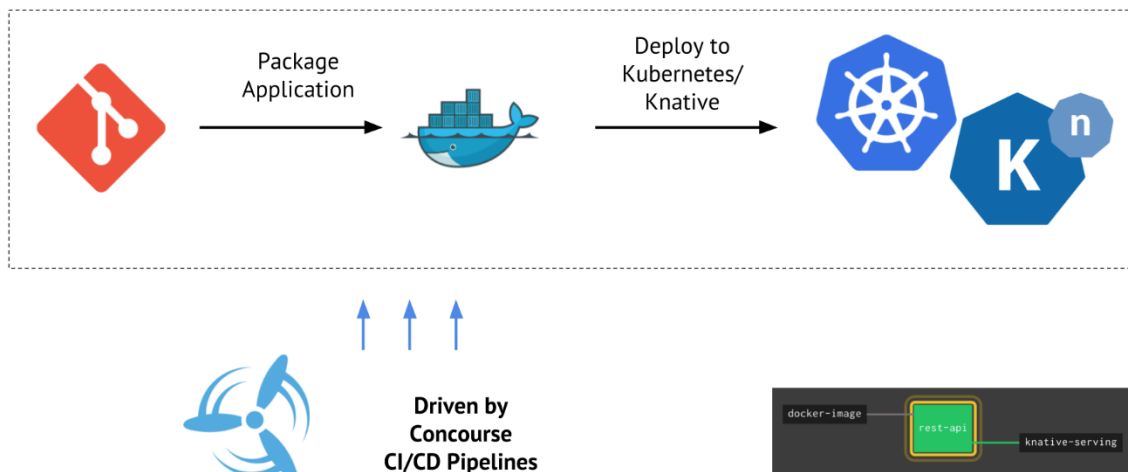 Package
Application
Deploy to
Kubernetes/
Knative
K
n
Driven by
Concourse
CI/CD Pipelines
docker-image
rest-api
knative-serving